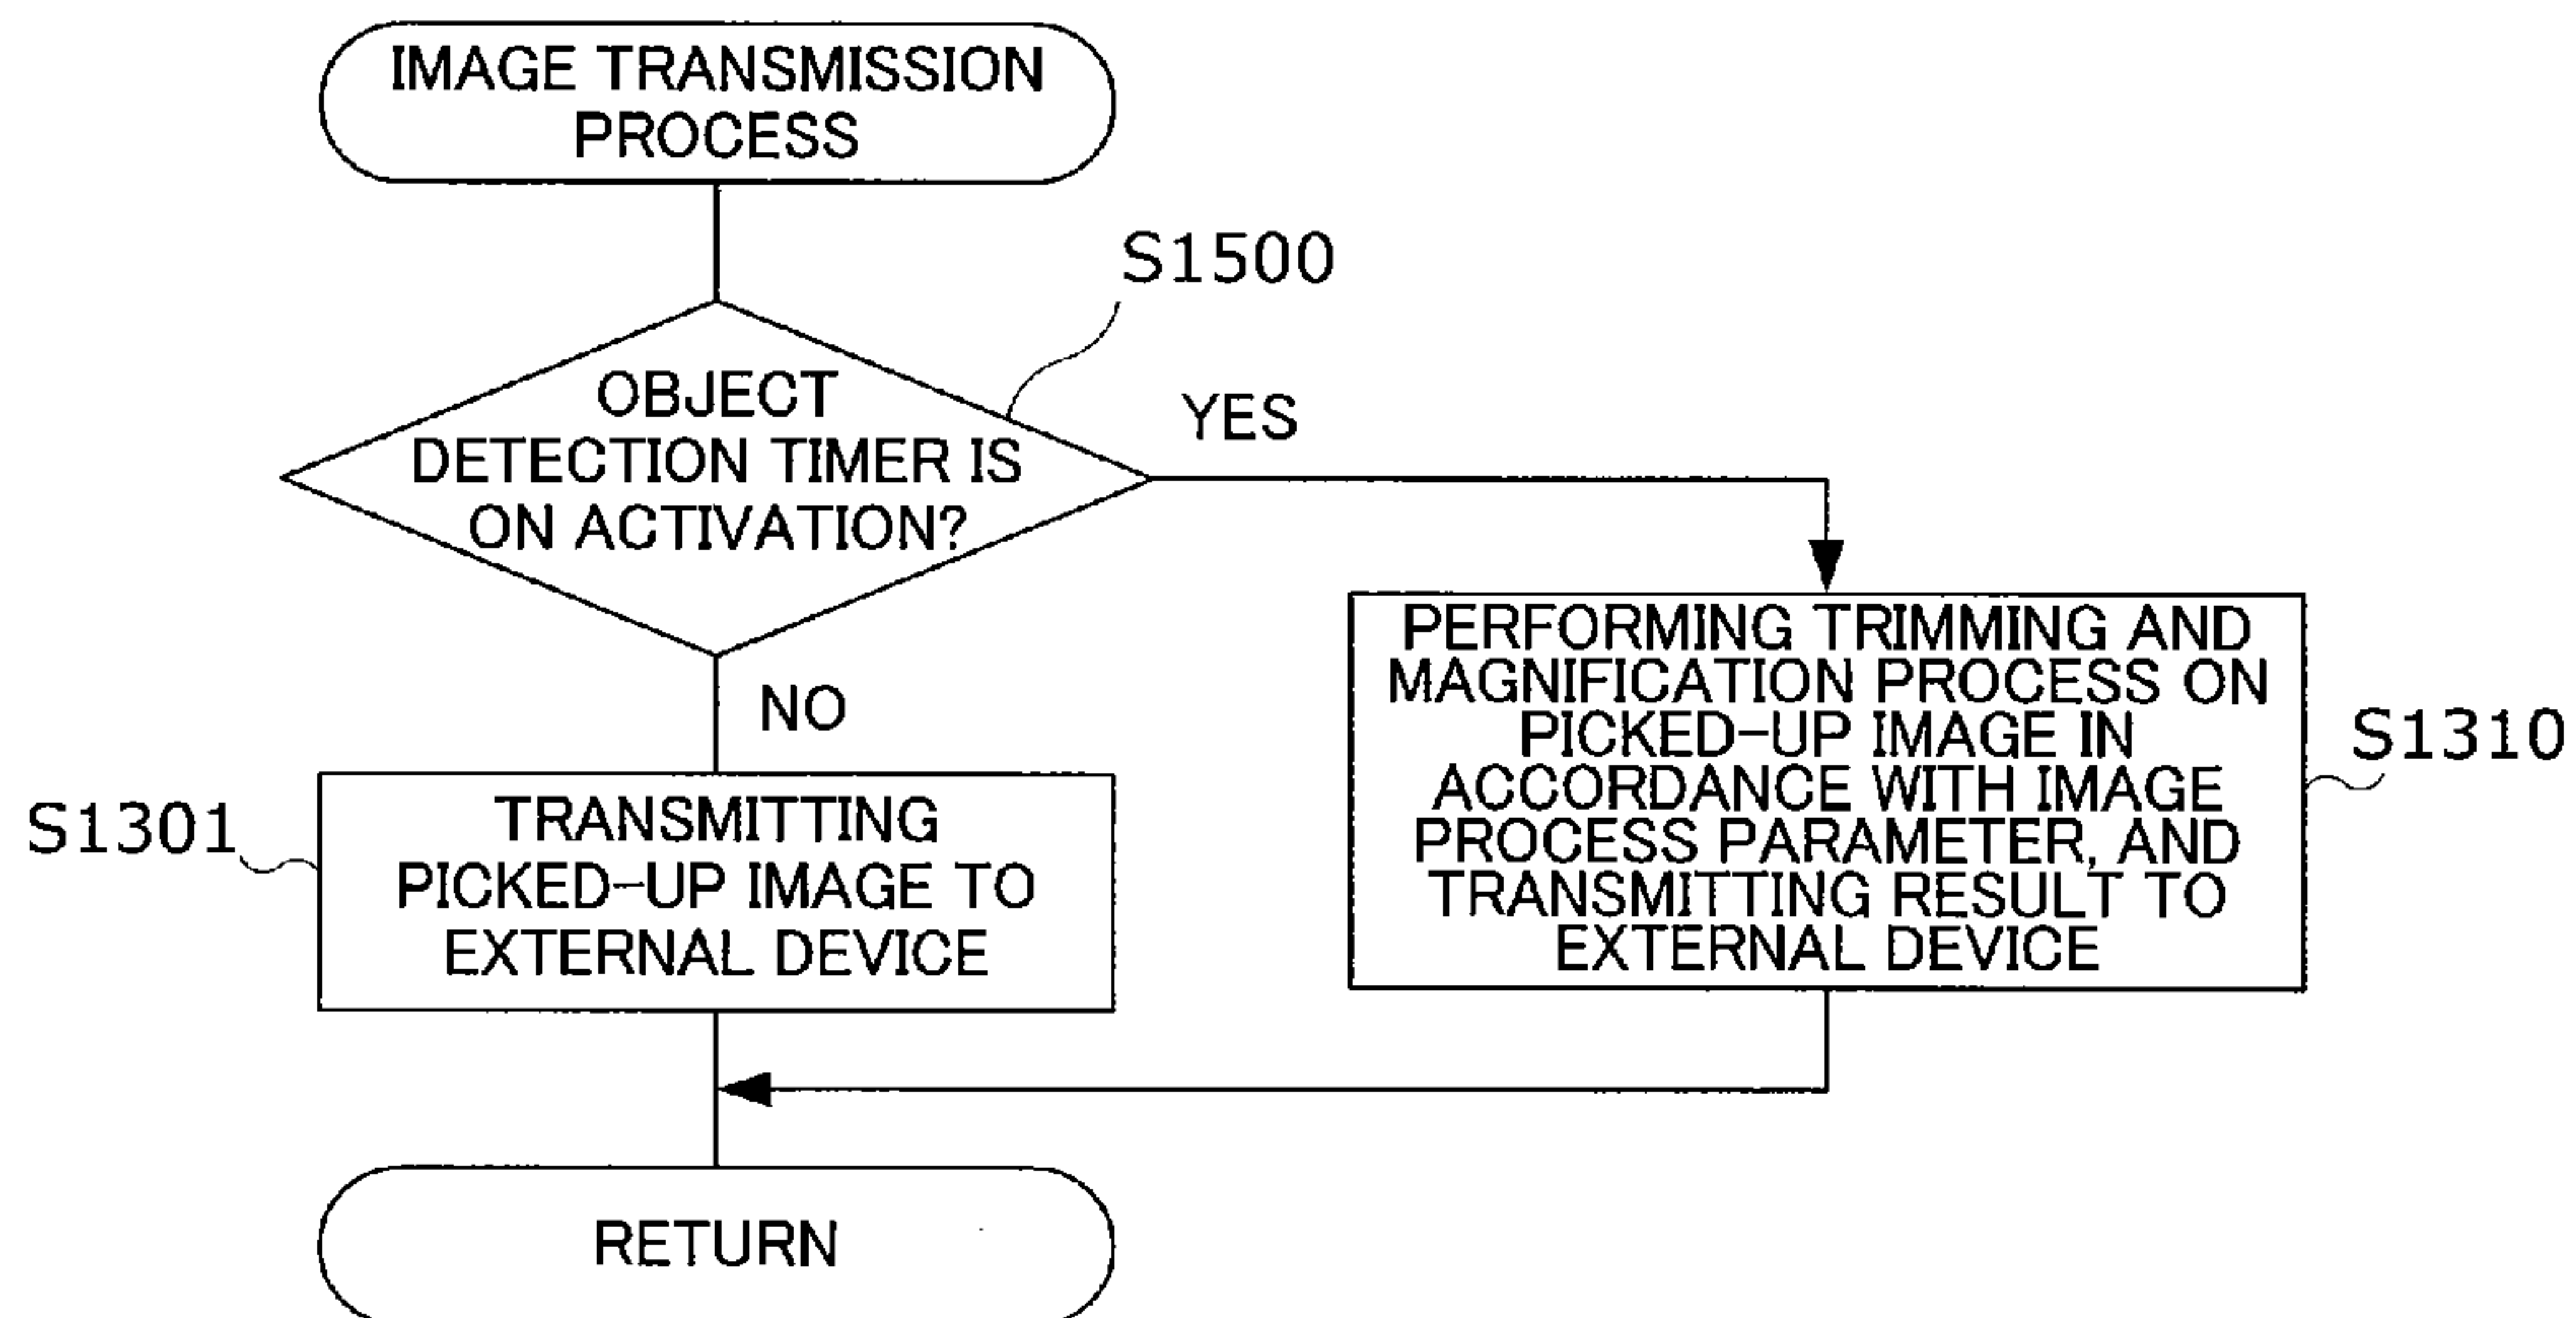 IMAGE TRANSMISSION
PROCESS
S1500
OBJECT
DETECTION TIMER IS
ON ACTIVATION?
YES
NO
PERFORMING TRIMMING AND
MAGNIFICATION PROCESS ON
PICKED-UP IMAGE IN
ACCORDANCE WITH IMAGE
PROCESS PARAMETER, AND
TRANSMITTING RESULT TO
EXTERNAL DEVICE
S1310
S1301
TRANSMITTING
PICKED-UP IMAGE TO
EXTERNAL DEVICE
RETURN